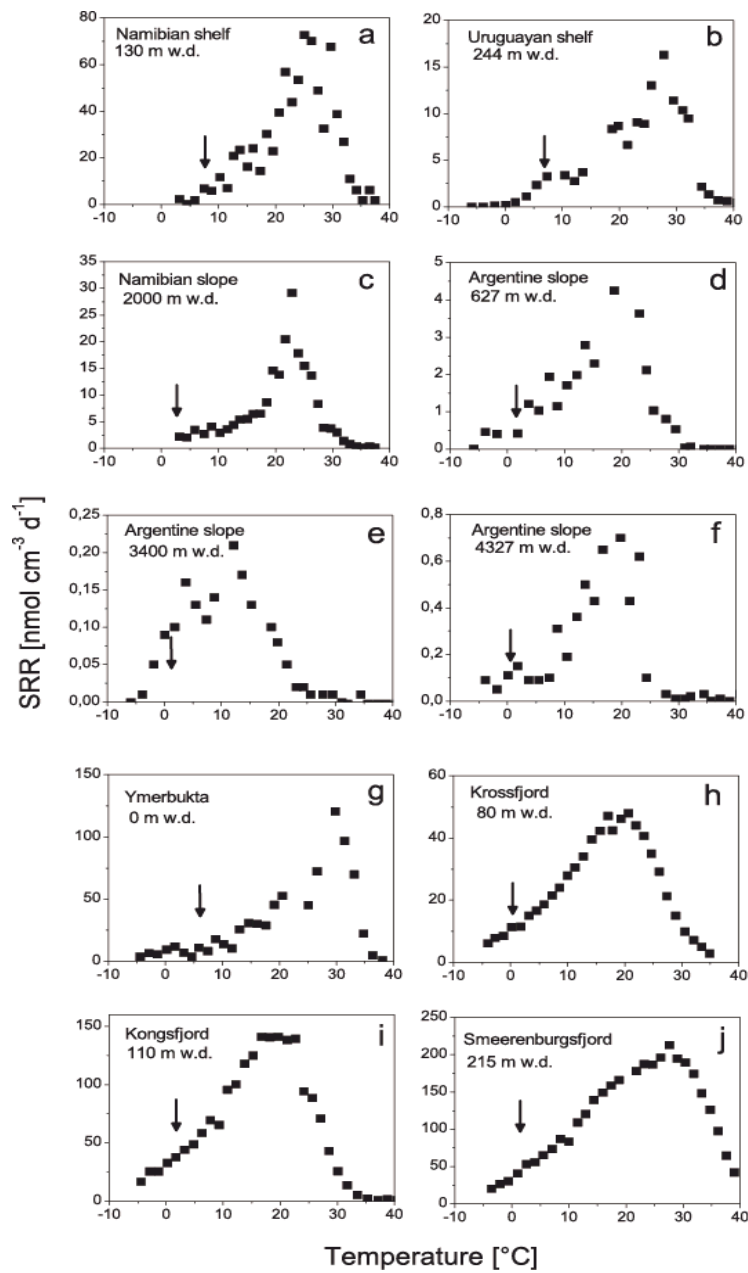 Namibian shelf
130 m w.d.
a
80
60
40
20
0
-10 0 10 20 30 40
Uruguayan shelf
244 m w.d.
b
20
15
10
5
0
-10 0 10 20 30 40
Namibian slope
2000 m w.d.
c
35
30
25
20
15
10
5
0
-10 0 10 20 30 40
Argentine slope
627 m w.d.
d
5
4
3
2
1
0
-10 0 10 20 30 40
SRR [nmol cm⁻³ d⁻¹]
Argentine slope
3400 m w.d.
e
0,25
0,20
0,15
0,10
0,05
0,00
-10 0 10 20 30 40
Argentine slope
4327 m w.d.
f
0,8
0,6
0,4
0,2
0,0
-10 0 10 20 30 40
Ymerbukta
0 m w.d.
g
150
100
50
0
-10 0 10 20 30 40
Krossfjord
80 m w.d.
h
60
40
20
0
-10 0 10 20 30 40
Kongsfjord
110 m w.d.
i
150
125
100
75
50
25
0
-10 0 10 20 30 40
Smeerenburgsfjord
215 m w.d.
j
250
200
150
100
50
0
-10 0 10 20 30 40
Temperature [°C]